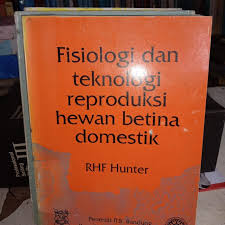 Fisiologi dan
teknologi
reproduksi
hewan betina
domestik
RHF Hunter
Penerbit ITB Bandung